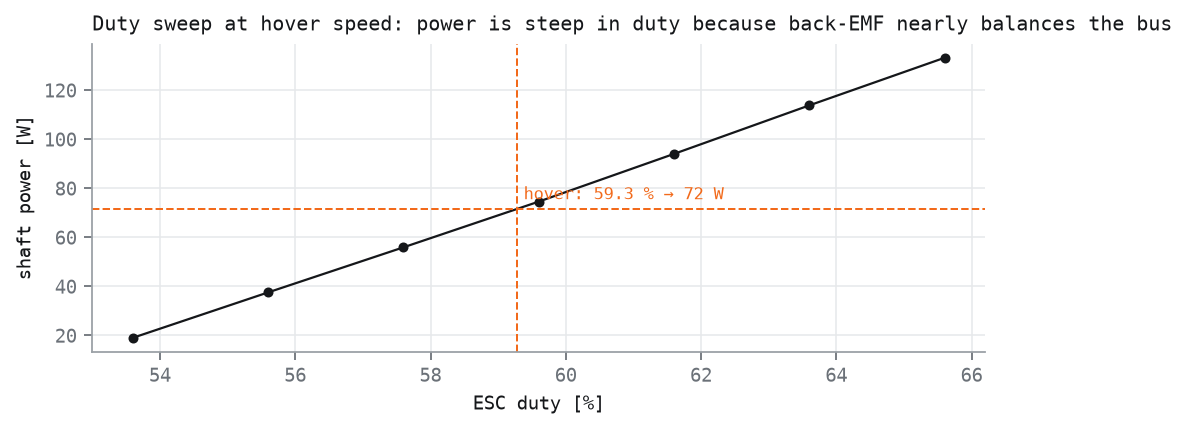 Duty sweep at hover speed: power is steep in duty because back-EMF nearly balances the bus
shaft power [W]
120
100
80
60
40
20
hover: 59.3 % → 72 W
54 56 58 60 62 64 66
ESC duty [%]